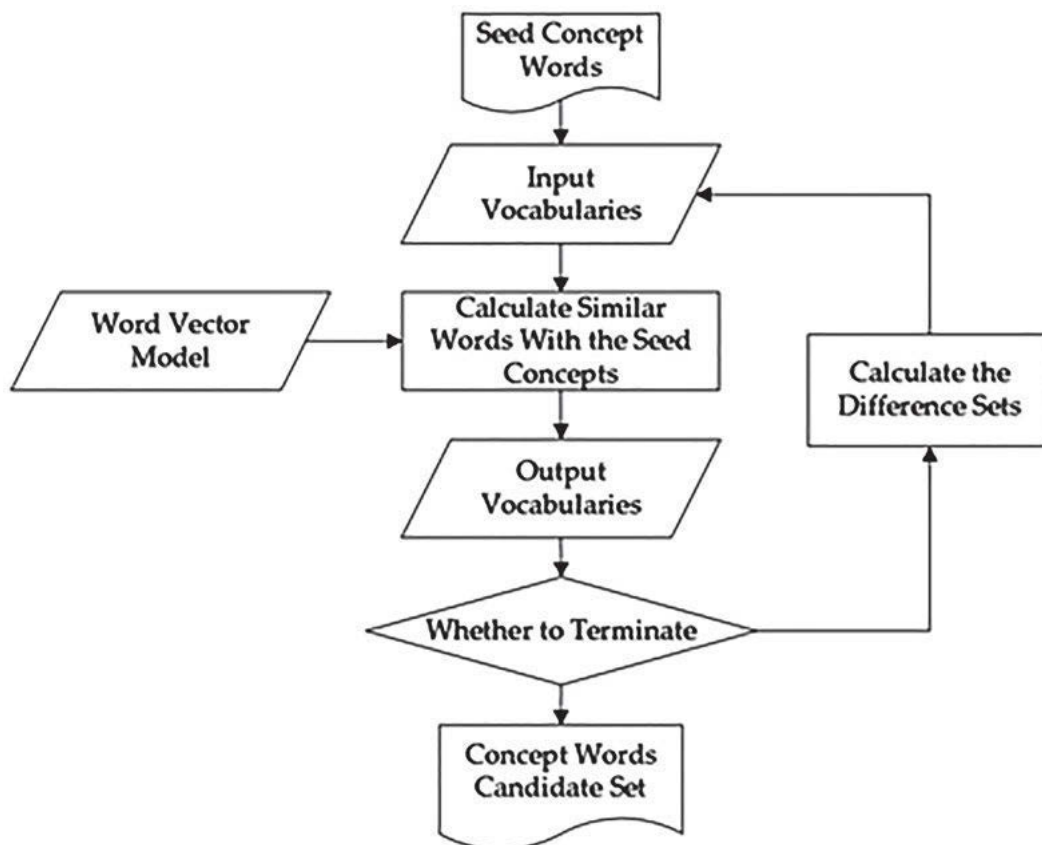 Seed Concept
Words
Input
Vocabularies
Word Vector
Model
Calculate Similar
Words With the Seed
Concepts
Calculate the
Difference Sets
Output
Vocabularies
Whether to Terminate
Concept Words
Candidate Set